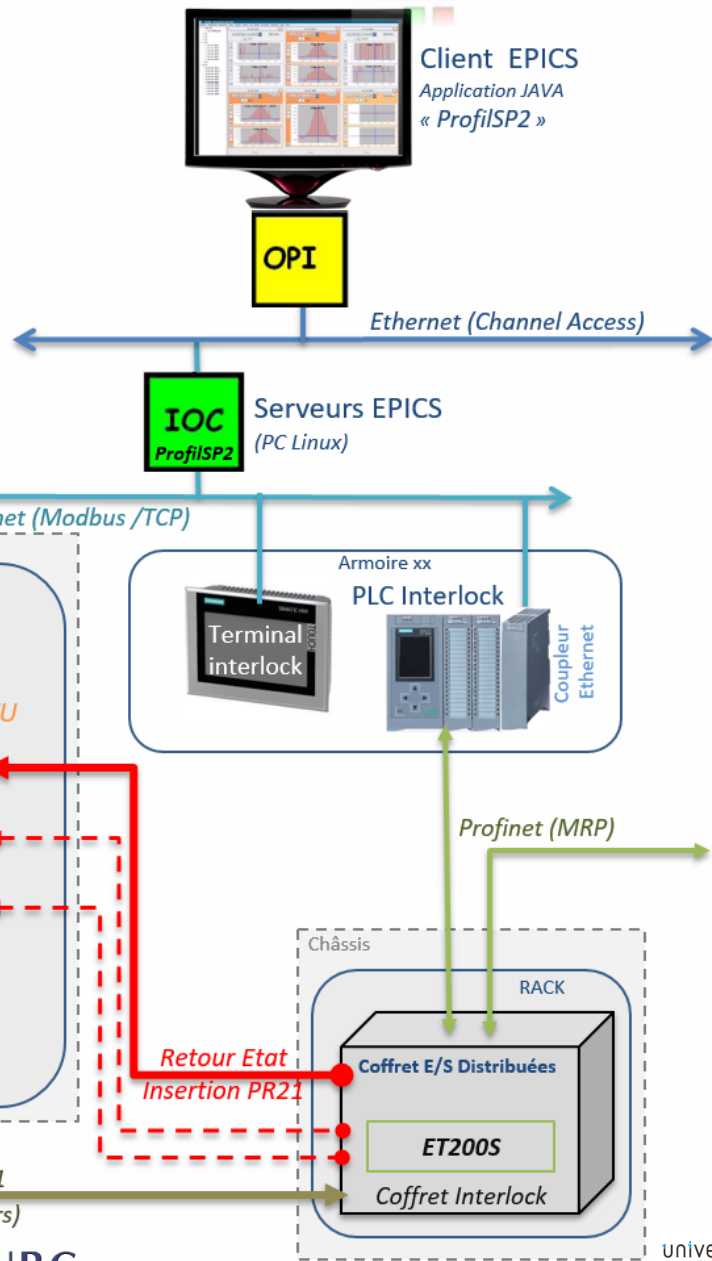 Client EPICS
Application JAVA
« ProfilSP2 »
OPI
Ethernet (Channel Access)
IOC
ProfilSP2
Serveurs EPICS
(PC Linux)
net (Modbus /TCP)
Armoire xx
PLC Interlock
Terminal
interlock
Coupleur
Ethernet
U
Profinet (MRP)
Châssis
RACK
Retour Etat
Insertion PR21
Coffret E/S Distribuées
ET200S
Coffret Interlock
1
rs)
unive